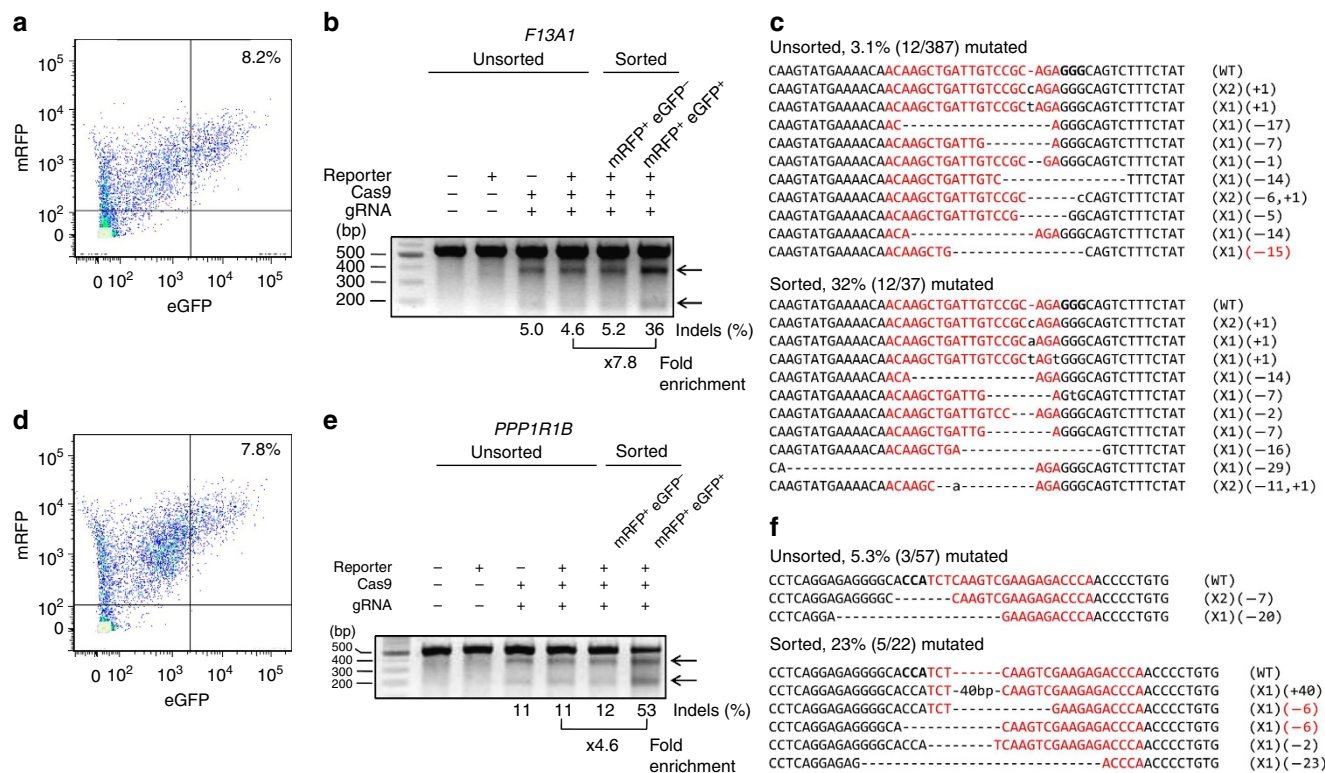 a
8.2%
mRFP
10^5
10^4
10^3
10^2
0
0 10^2 10^3 10^4 10^5
eGFP
b
F13A1
Unsorted Sorted
mRFP+ eGFP−
mRFP+ eGFP+
Reporter − + − + + +
Cas9 − − + + + +
gRNA − − + + + +
(bp)
500
400
300
200
5.0 4.6 5.2 36 Indels (%)
x7.8 Fold
enrichment
c
Unsorted, 3.1% (12/387) mutated
CAAGTATGAAAACAACAAGCTGATTGTCCGC-AGAGGGCAGTCTTTCTAT (WT)
CAAGTATGAAAACAACAAGCTGATTGTCCGCcAGAGGGCAGTCTTTCTAT (X2)(+1)
CAAGTATGAAAACAACAAGCTGATTGTCCGCtAGAGGGCAGTCTTTCTAT (X1)(+1)
CAAGTATGAAAACAAC------------------AGGGCAGTCTTTCTAT (X1)(−17)
CAAGTATGAAAACAACAAGCTGATTG--------AGGGCAGTCTTTCTAT (X1)(−7)
CAAGTATGAAAACAACAAGCTGATTGTCCGC--GAGGGCAGTCTTTCTAT (X1)(−1)
CAAGTATGAAAACAACAAGCTGATTGTC---------------TTTCTAT (X1)(−14)
CAAGTATGAAAACAACAAGCTGATTGTCCGC------cCAGTCTTTCTAT (X2)(−6,+1)
CAAGTATGAAAACAACAAGCTGATTGTCCG------GGCAGTCTTTCTAT (X1)(−5)
CAAGTATGAAAACAACA---------------AGAGGGCAGTCTTTCTAT (X1)(−14)
CAAGTATGAAAACAACAAGCTG----------------CAGTCTTTCTAT (X1)(−15)
Sorted, 32% (12/37) mutated
CAAGTATGAAAACAACAAGCTGATTGTCCGC-AGAGGGCAGTCTTTCTAT (WT)
CAAGTATGAAAACAACAAGCTGATTGTCCGCcAGAGGGCAGTCTTTCTAT (X2)(+1)
CAAGTATGAAAACAACAAGCTGATTGTCCGCaAGAGGGCAGTCTTTCTAT (X1)(+1)
CAAGTATGAAAACAACAAGCTGATTGTCCGCtAGtGGGCAGTCTTTCTAT (X1)(+1)
CAAGTATGAAAACAACA---------------AGAGGGCAGTCTTTCTAT (X1)(−14)
CAAGTATGAAAACAACAAGCTGATTG--------AGtGCAGTCTTTCTAT (X1)(−7)
CAAGTATGAAAACAACAAGCTGATTGTCC---AGAGGGCAGTCTTTCTAT (X1)(−2)
CAAGTATGAAAACAACAAGCTGATTG--------AGGGCAGTCTTTCTAT (X1)(−7)
CAAGTATGAAAACAACAAGCTGA-----------------GTCTTTCTAT (X1)(−16)
CA------------------------------AGAGGGCAGTCTTTCTAT (X1)(−29)
CAAGTATGAAAACAACAAGC--a---------AGAGGGCAGTCTTTCTAT (X2)(−11,+1)
d
7.8%
mRFP
10^5
10^4
10^3
10^2
0
0 10^2 10^3 10^4 10^5
eGFP
e
PPP1R1B
Unsorted Sorted
mRFP+ eGFP−
mRFP+ eGFP+
Reporter − + − + + +
Cas9 − − + + + +
gRNA − − + + + +
(bp)
500
400
300
200
11 11 12 53 Indels (%)
x4.6 Fold
enrichment
f
Unsorted, 5.3% (3/57) mutated
CCTCAGGAGAGGGGCACCATCTCAAGTCGAAGAGACCCAACCCCTGTG (WT)
CCTCAGGAGAGGGGC-------CAAGTCGAAGAGACCCAACCCCTGTG (X2)(−7)
CCTCAGGA--------------------GAAGAGACCCAACCCCTGTG (X1)(−20)
Sorted, 23% (5/22) mutated
CCTCAGGAGAGGGGCACCATCT------CAAGTCGAAGAGACCCAACCCCTGTG (WT)
CCTCAGGAGAGGGGCACCATCT-40bp-CAAGTCGAAGAGACCCAACCCCTGTG (X1)(+40)
CCTCAGGAGAGGGGCACCATCT------------GAAGAGACCCAACCCCTGTG (X1)(−6)
CCTCAGGAGAGGGGCA------------CAAGTCGAAGAGACCCAACCCCTGTG (X1)(−6)
CCTCAGGAGAGGGGCACCA--------TCAAGTCGAAGAGACCCAACCCCTGTG (X1)(−2)
CCTCAGGAGAG-----------------------------ACCCAACCCCTGTG (X1)(−23)